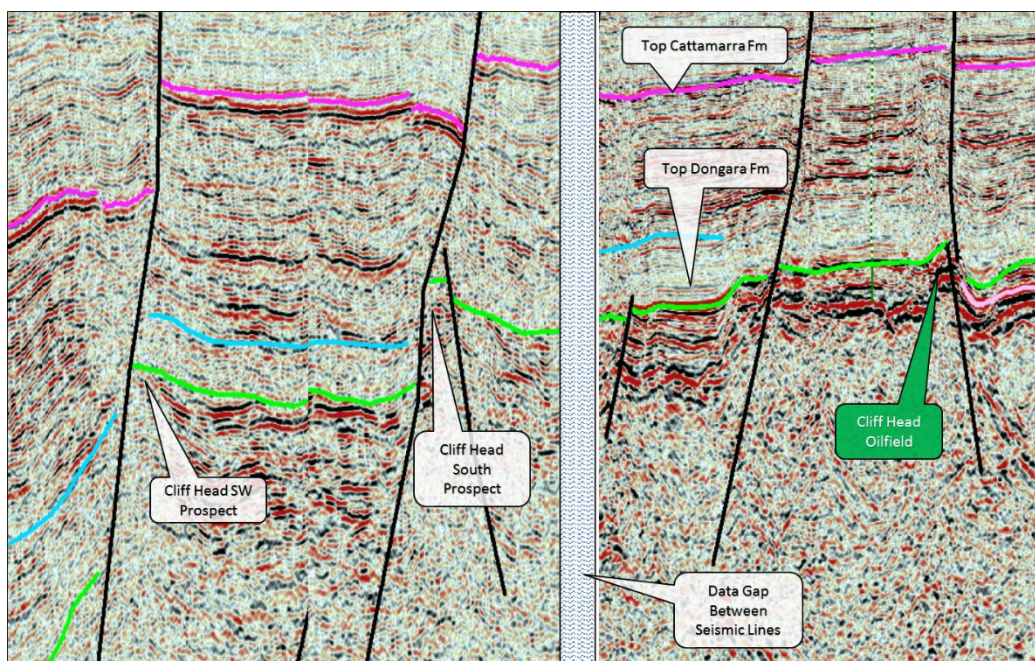 Top Cattamarra Fm
Top Dongara Fm
Cliff Head SW
Prospect
Cliff Head
South
Prospect
Cliff Head
Oilfield
Data Gap
Between
Seismic Lines